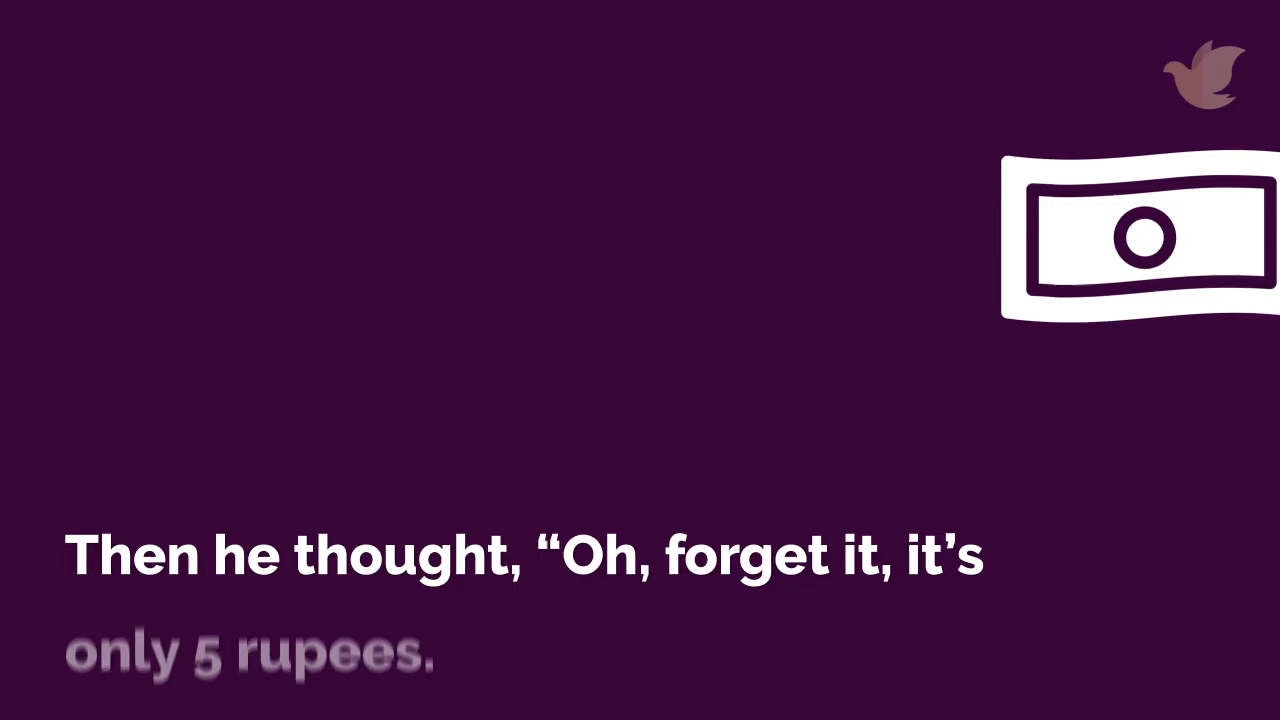 Then he thought, “Oh, forget it, it’s
only 5 rupees.